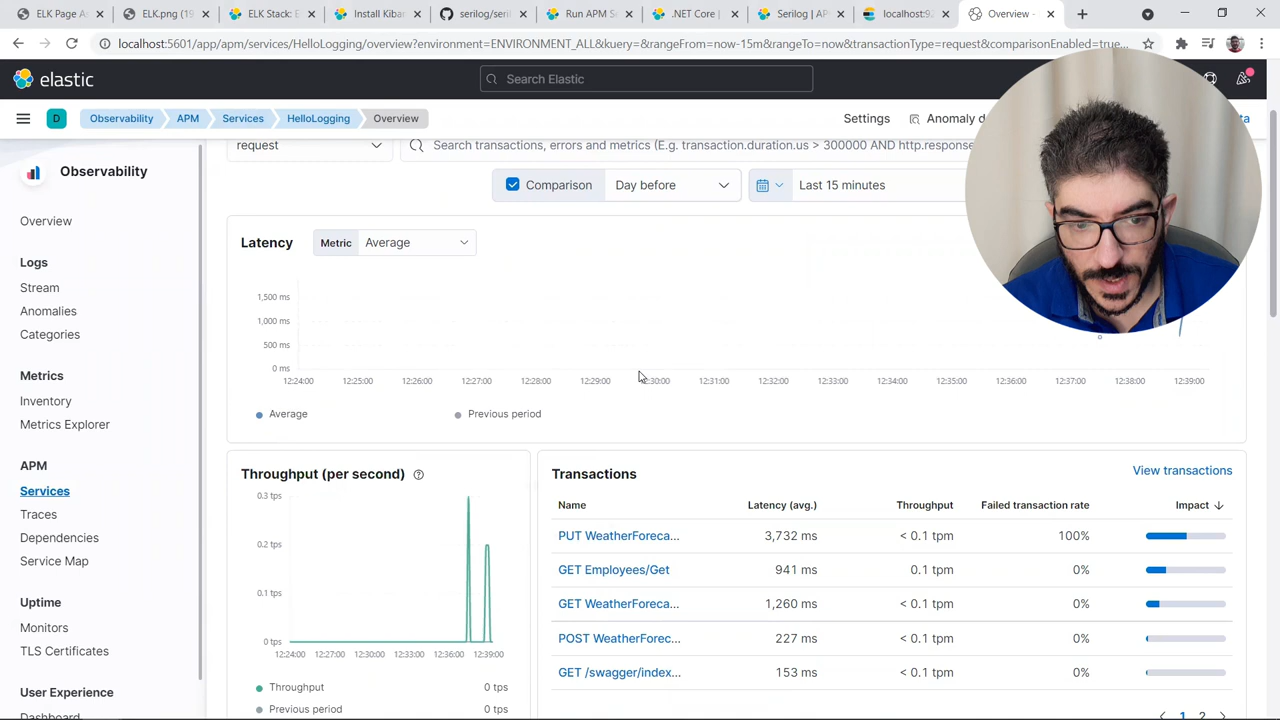 ELK Page As
ELK.png (19
ELK Stack: E
Install Kiban
serilog/seril
Run APM Se
.NET Core |
Serilog | AP
localhost:92
Overview -
localhost:5601/app/apm/services/HelloLogging/overview?environment=ENVIRONMENT_ALL&kuery=&rangeFrom=now-15m&rangeTo=now&transactionType=request&comparisonEnabled=true...
elastic
Search Elastic
D
Observability
APM
Services
HelloLogging
Overview
Settings
Anomaly d
ta
Observability
Overview
Logs
Stream
Anomalies
Categories
Metrics
Inventory
Metrics Explorer
APM
Services
Traces
Dependencies
Service Map
Uptime
Monitors
TLS Certificates
User Experience
Dashboard
request
Search transactions, errors and metrics (E.g. transaction.duration.us > 300000 AND http.response
Comparison
Day before
Last 15 minutes
Latency
Metric
Average
1,500 ms
1,000 ms
500 ms
0 ms
12:24:00 12:25:00 12:26:00 12:27:00 12:28:00 12:29:00 12:30:00 12:31:00 12:32:00 12:33:00 12:34:00 12:35:00 12:36:00 12:37:00 12:38:00 12:39:00
Average
Previous period
Throughput (per second)
0.3 tps
0.2 tps
0.1 tps
0 tps
12:24:00 12:27:00 12:30:00 12:33:00 12:36:00 12:39:00
Throughput 0 tps
Previous period 0 tps
Transactions
View transactions
Name Latency (avg.) Throughput Failed transaction rate Impact
PUT WeatherForeca... 3,732 ms < 0.1 tpm 100%
GET Employees/Get 941 ms 0.1 tpm 0%
GET WeatherForeca... 1,260 ms < 0.1 tpm 0%
POST WeatherForec... 227 ms < 0.1 tpm 0%
GET /swagger/index... 153 ms < 0.1 tpm 0%
1 2